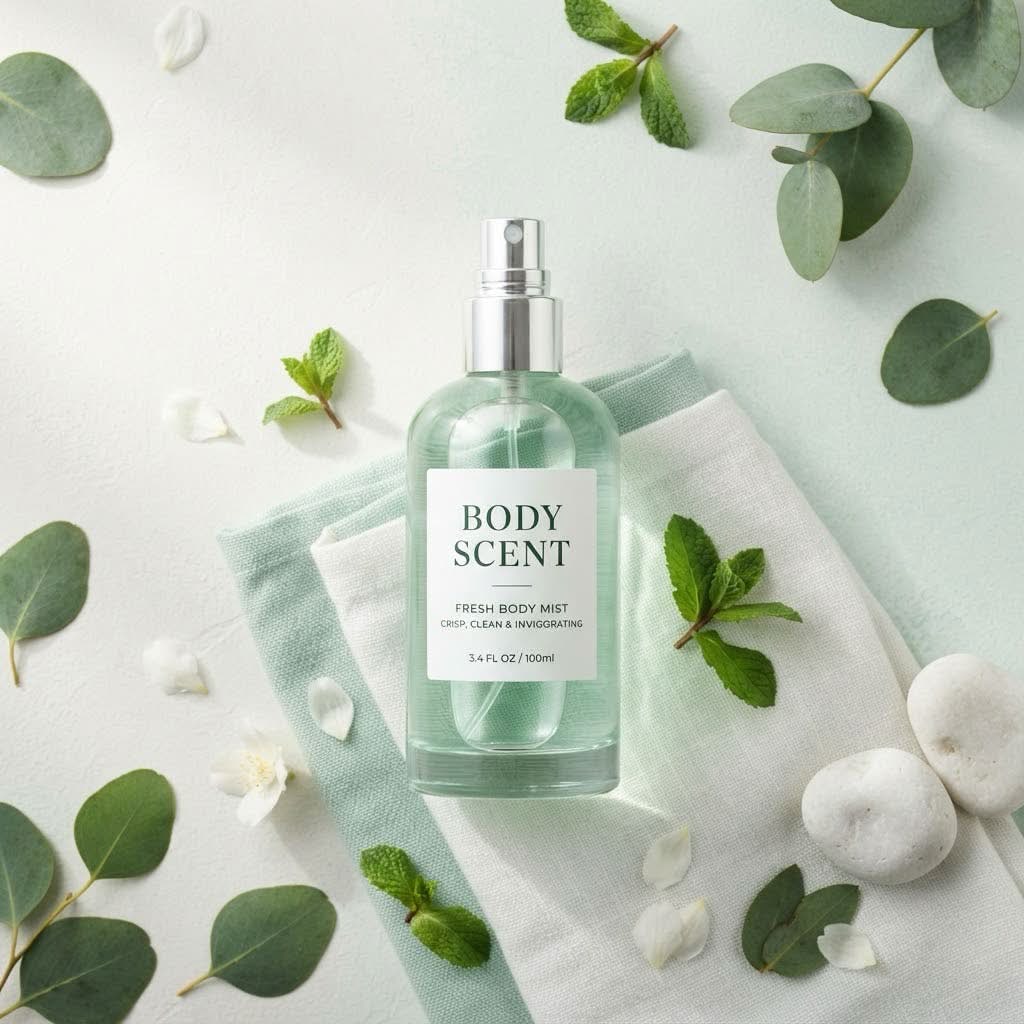 BODY
SCENT
FRESH BODY MIST
CRISP, CLEAN & INVIGGRATING
3.4 FL OZ / 100ml